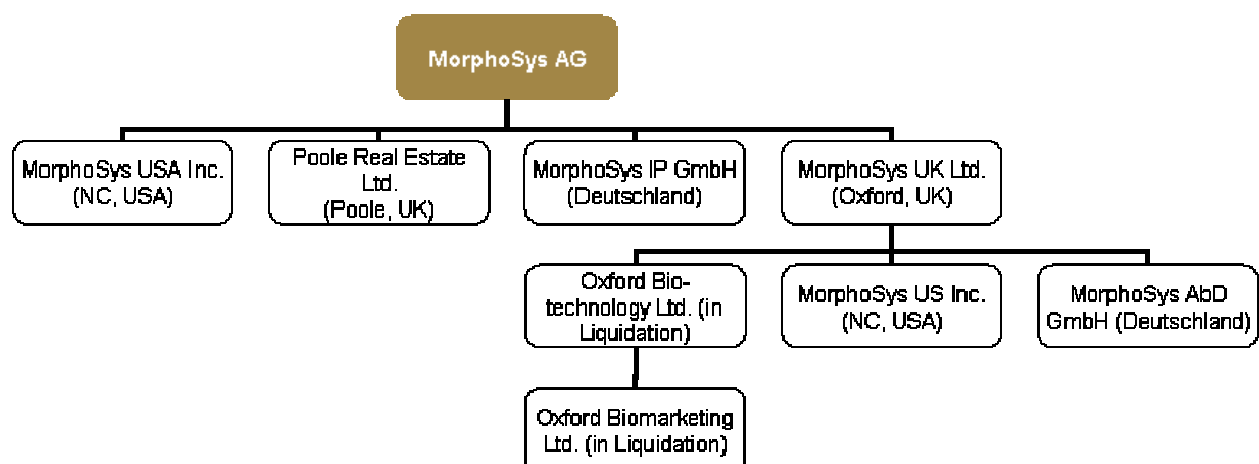 MorphoSys AG
MorphoSys USA Inc.
(NC, USA)
Poole Real Estate
Ltd.
(Poole, UK)
MorphoSys IP GmbH
(Deutschland)
MorphoSys UK Ltd.
(Oxford, UK)
Oxford Bio-
technology Ltd. (in
Liquidation)
MorphoSys US Inc.
(NC, USA)
MorphoSys AbD
GmbH (Deutschland)
Oxford Biomarketing
Ltd. (in Liquidation)